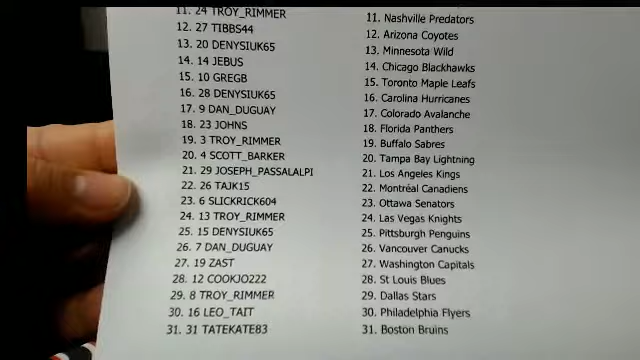 11. 24 TROY_RIMMER
12. 27 TIBBS44
13. 20 DENYSIUK65
14. 14 JEBUS
15. 10 GREGB
16. 28 DENYSIUK65
17. 9 DAN_DUGUAY
18. 23 JOHNS
19. 3 TROY_RIMMER
20. 4 SCOTT_BARKER
21. 29 JOSEPH_PASSALALPI
22. 26 TAJK15
23. 6 SLICKRICK604
24. 13 TROY_RIMMER
25. 15 DENYSIUK65
26. 7 DAN_DUGUAY
27. 19 ZAST
28. 12 COOKJO222
29. 8 TROY_RIMMER
30. 16 LEO_TAIT
31. 31 TATEKATE83
11. Nashville Predators
12. Arizona Coyotes
13. Minnesota Wild
14. Chicago Blackhawks
15. Toronto Maple Leafs
16. Carolina Hurricanes
17. Colorado Avalanche
18. Florida Panthers
19. Buffalo Sabres
20. Tampa Bay Lightning
21. Los Angeles Kings
22. Montréal Canadiens
23. Ottawa Senators
24. Las Vegas Knights
25. Pittsburgh Penguins
26. Vancouver Canucks
27. Washington Capitals
28. St Louis Blues
29. Dallas Stars
30. Philadelphia Flyers
31. Boston Bruins